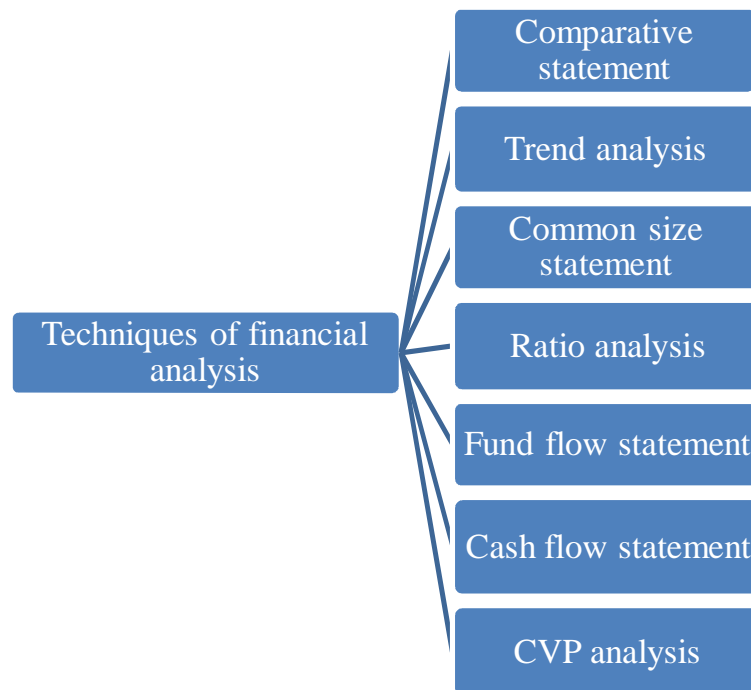 Comparative
statement
Trend analysis
Common size
statement
Techniques of financial
analysis
Ratio analysis
Fund flow statement
Cash flow statement
CVP analysis